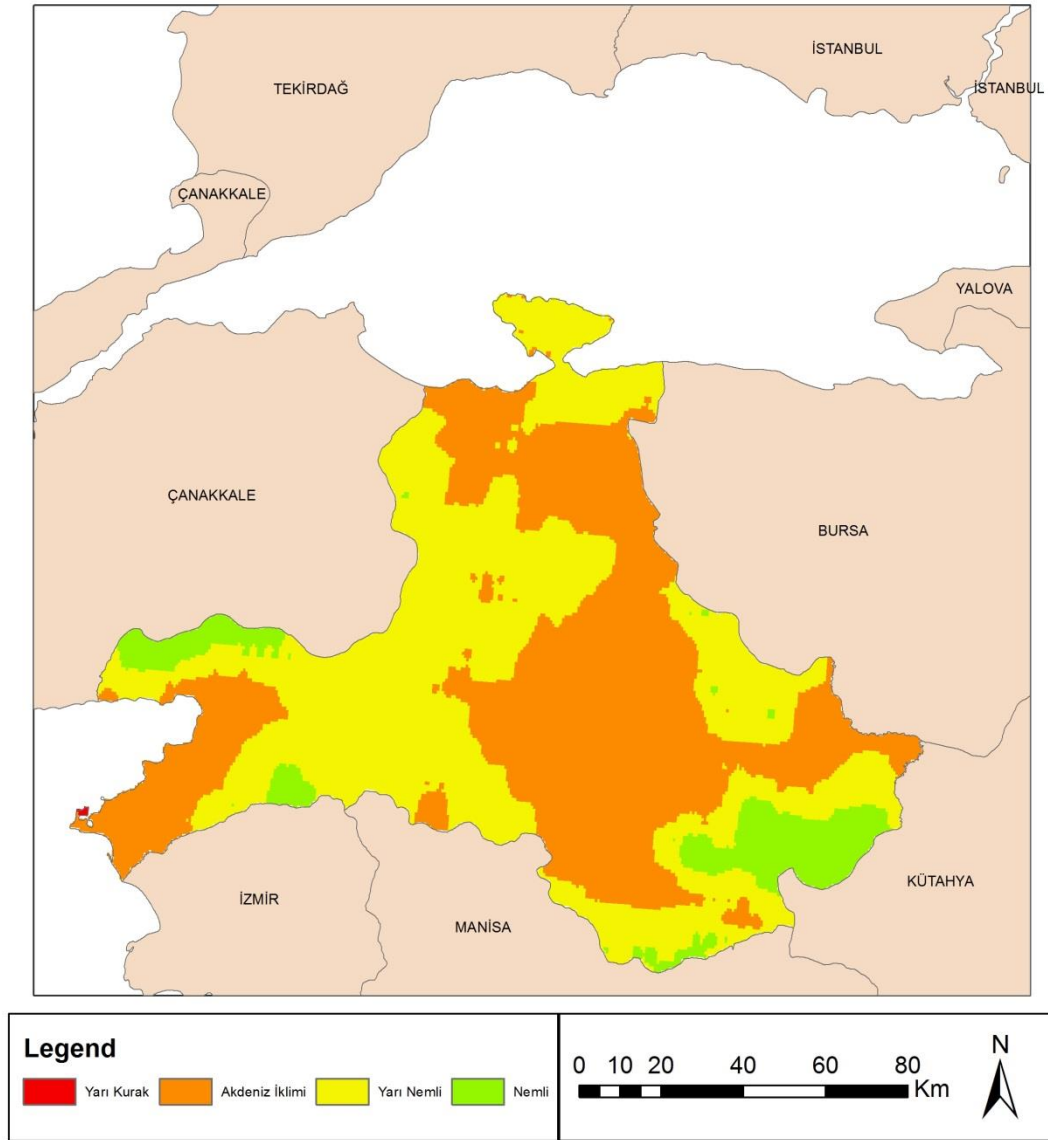 İSTANBUL
İSTANBUL
TEKİRDAĞ
ÇANAKKALE
YALOVA
ÇANAKKALE
BURSA
İZMİR
MANİSA
KÜTAHYA
Legend
Yarı Kurak
Akdeniz İklimi
Yarı Nemli
Nemli
0 10 20 40 60 80
Km
N